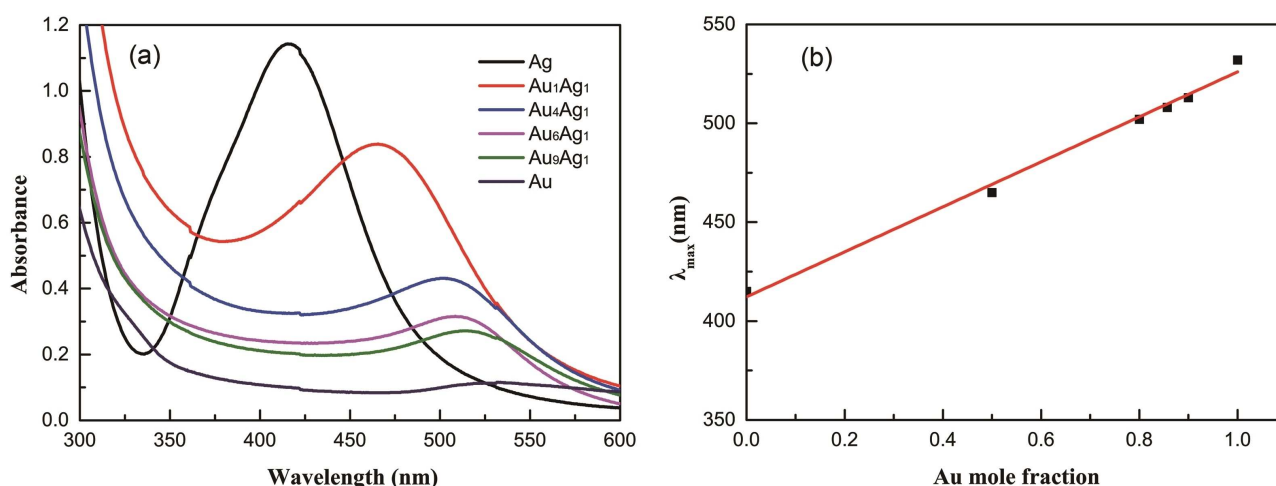 (a)
Ag
Au₁Ag₁
Au₄Ag₁
Au₆Ag₁
Au₉Ag₁
Au
1.2
1.0
0.8
0.6
0.4
0.2
0.0
Absorbance
300 350 400 450 500 550 600
Wavelength (nm)
(b)
550
500
450
400
350
λmax(nm)
0.0 0.2 0.4 0.6 0.8 1.0
Au mole fraction